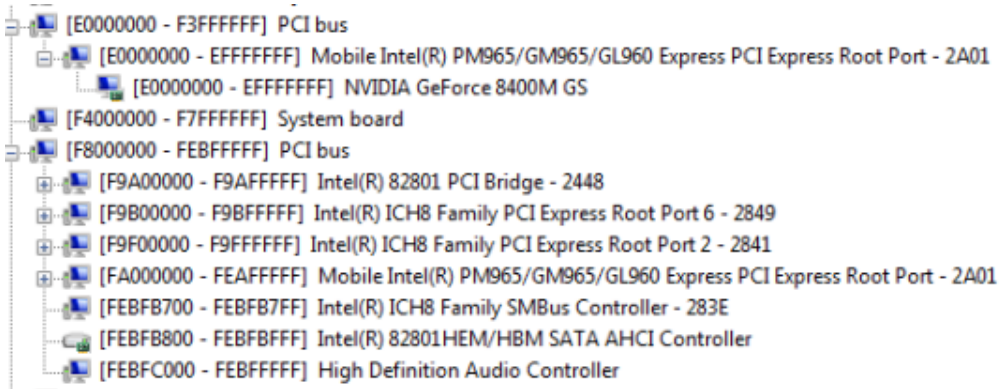 [E0000000 - F3FFFFFF] PCI bus
[E0000000 - EFFFFFFF] Mobile Intel(R) PM965/GM965/GL960 Express PCI Express Root Port - 2A01
[E0000000 - EFFFFFFF] NVIDIA GeForce 8400M GS
[F4000000 - F7FFFFFF] System board
[F8000000 - FEBFFFFF] PCI bus
[F9A00000 - F9AFFFFF] Intel(R) 82801 PCI Bridge - 2448
[F9B00000 - F9BFFFFF] Intel(R) ICH8 Family PCI Express Root Port 6 - 2849
[F9F00000 - F9FFFFFF] Intel(R) ICH8 Family PCI Express Root Port 2 - 2841
[FA000000 - FEAFFFFF] Mobile Intel(R) PM965/GM965/GL960 Express PCI Express Root Port - 2A01
[FEBFB700 - FEBFB7FF] Intel(R) ICH8 Family SMBus Controller - 283E
[FEBFB800 - FEBFBFFF] Intel(R) 82801HEM/HBM SATA AHCI Controller
[FEBFC000 - FEBFFFFF] High Definition Audio Controller